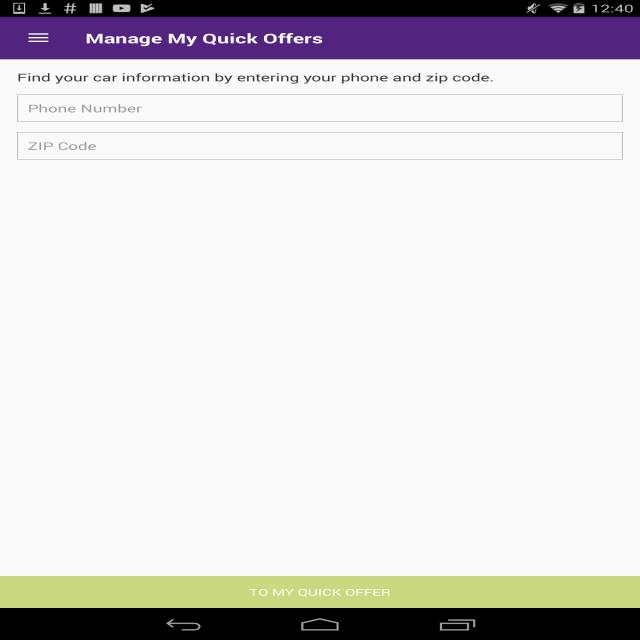 12:40
Manage My Quick Offers
Find your car information by entering your phone and zip code.
Phone Number
ZIP Code
TO MY QUICK OFFER